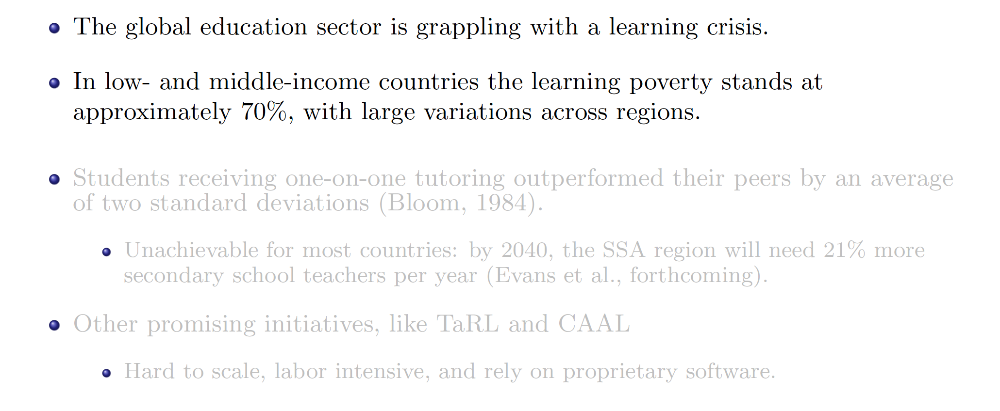 The global education sector is grappling with a learning crisis.
In low- and middle-income countries the learning poverty stands at
approximately 70%, with large variations across regions.
Students receiving one-on-one tutoring outperformed their peers by an average
of two standard deviations (Bloom, 1984).
Unachievable for most countries: by 2040, the SSA region will need 21% more
secondary school teachers per year (Evans et al., forthcoming).
Other promising initiatives, like TaRL and CAAL
Hard to scale, labor intensive, and rely on proprietary software.